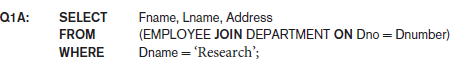 Q1A: SELECT Fname, Lname, Address
FROM (EMPLOYEE JOIN DEPARTMENT ON Dno = Dnumber)
WHERE Dname = ‘Research’;